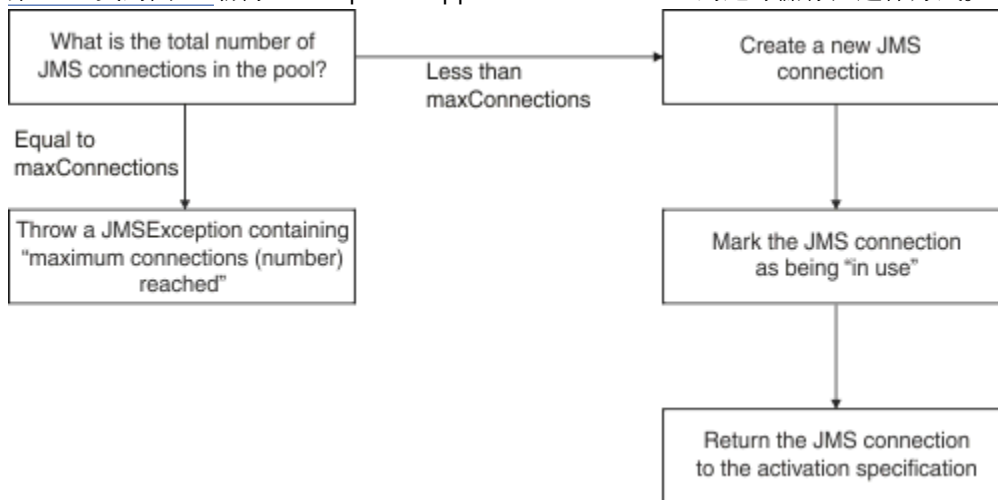 What is the total number of
JMS connections in the pool?
Less than
maxConnections
Create a new JMS
connection
Equal to
maxConnections
Throw a JMSException containing
“maximum connections (number)
reached”
Mark the JMS connection
as being “in use”
Return the JMS connection
to the activation specification